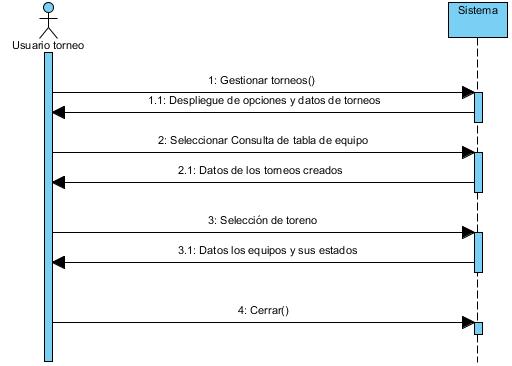 Sistema
Usuario torneo
1: Gestionar torneos()
1.1: Despliegue de opciones y datos de torneos
2: Seleccionar Consulta de tabla de equipo
2.1: Datos de los torneos creados
3: Selección de toreno
3.1: Datos los equipos y sus estados
4: Cerrar()